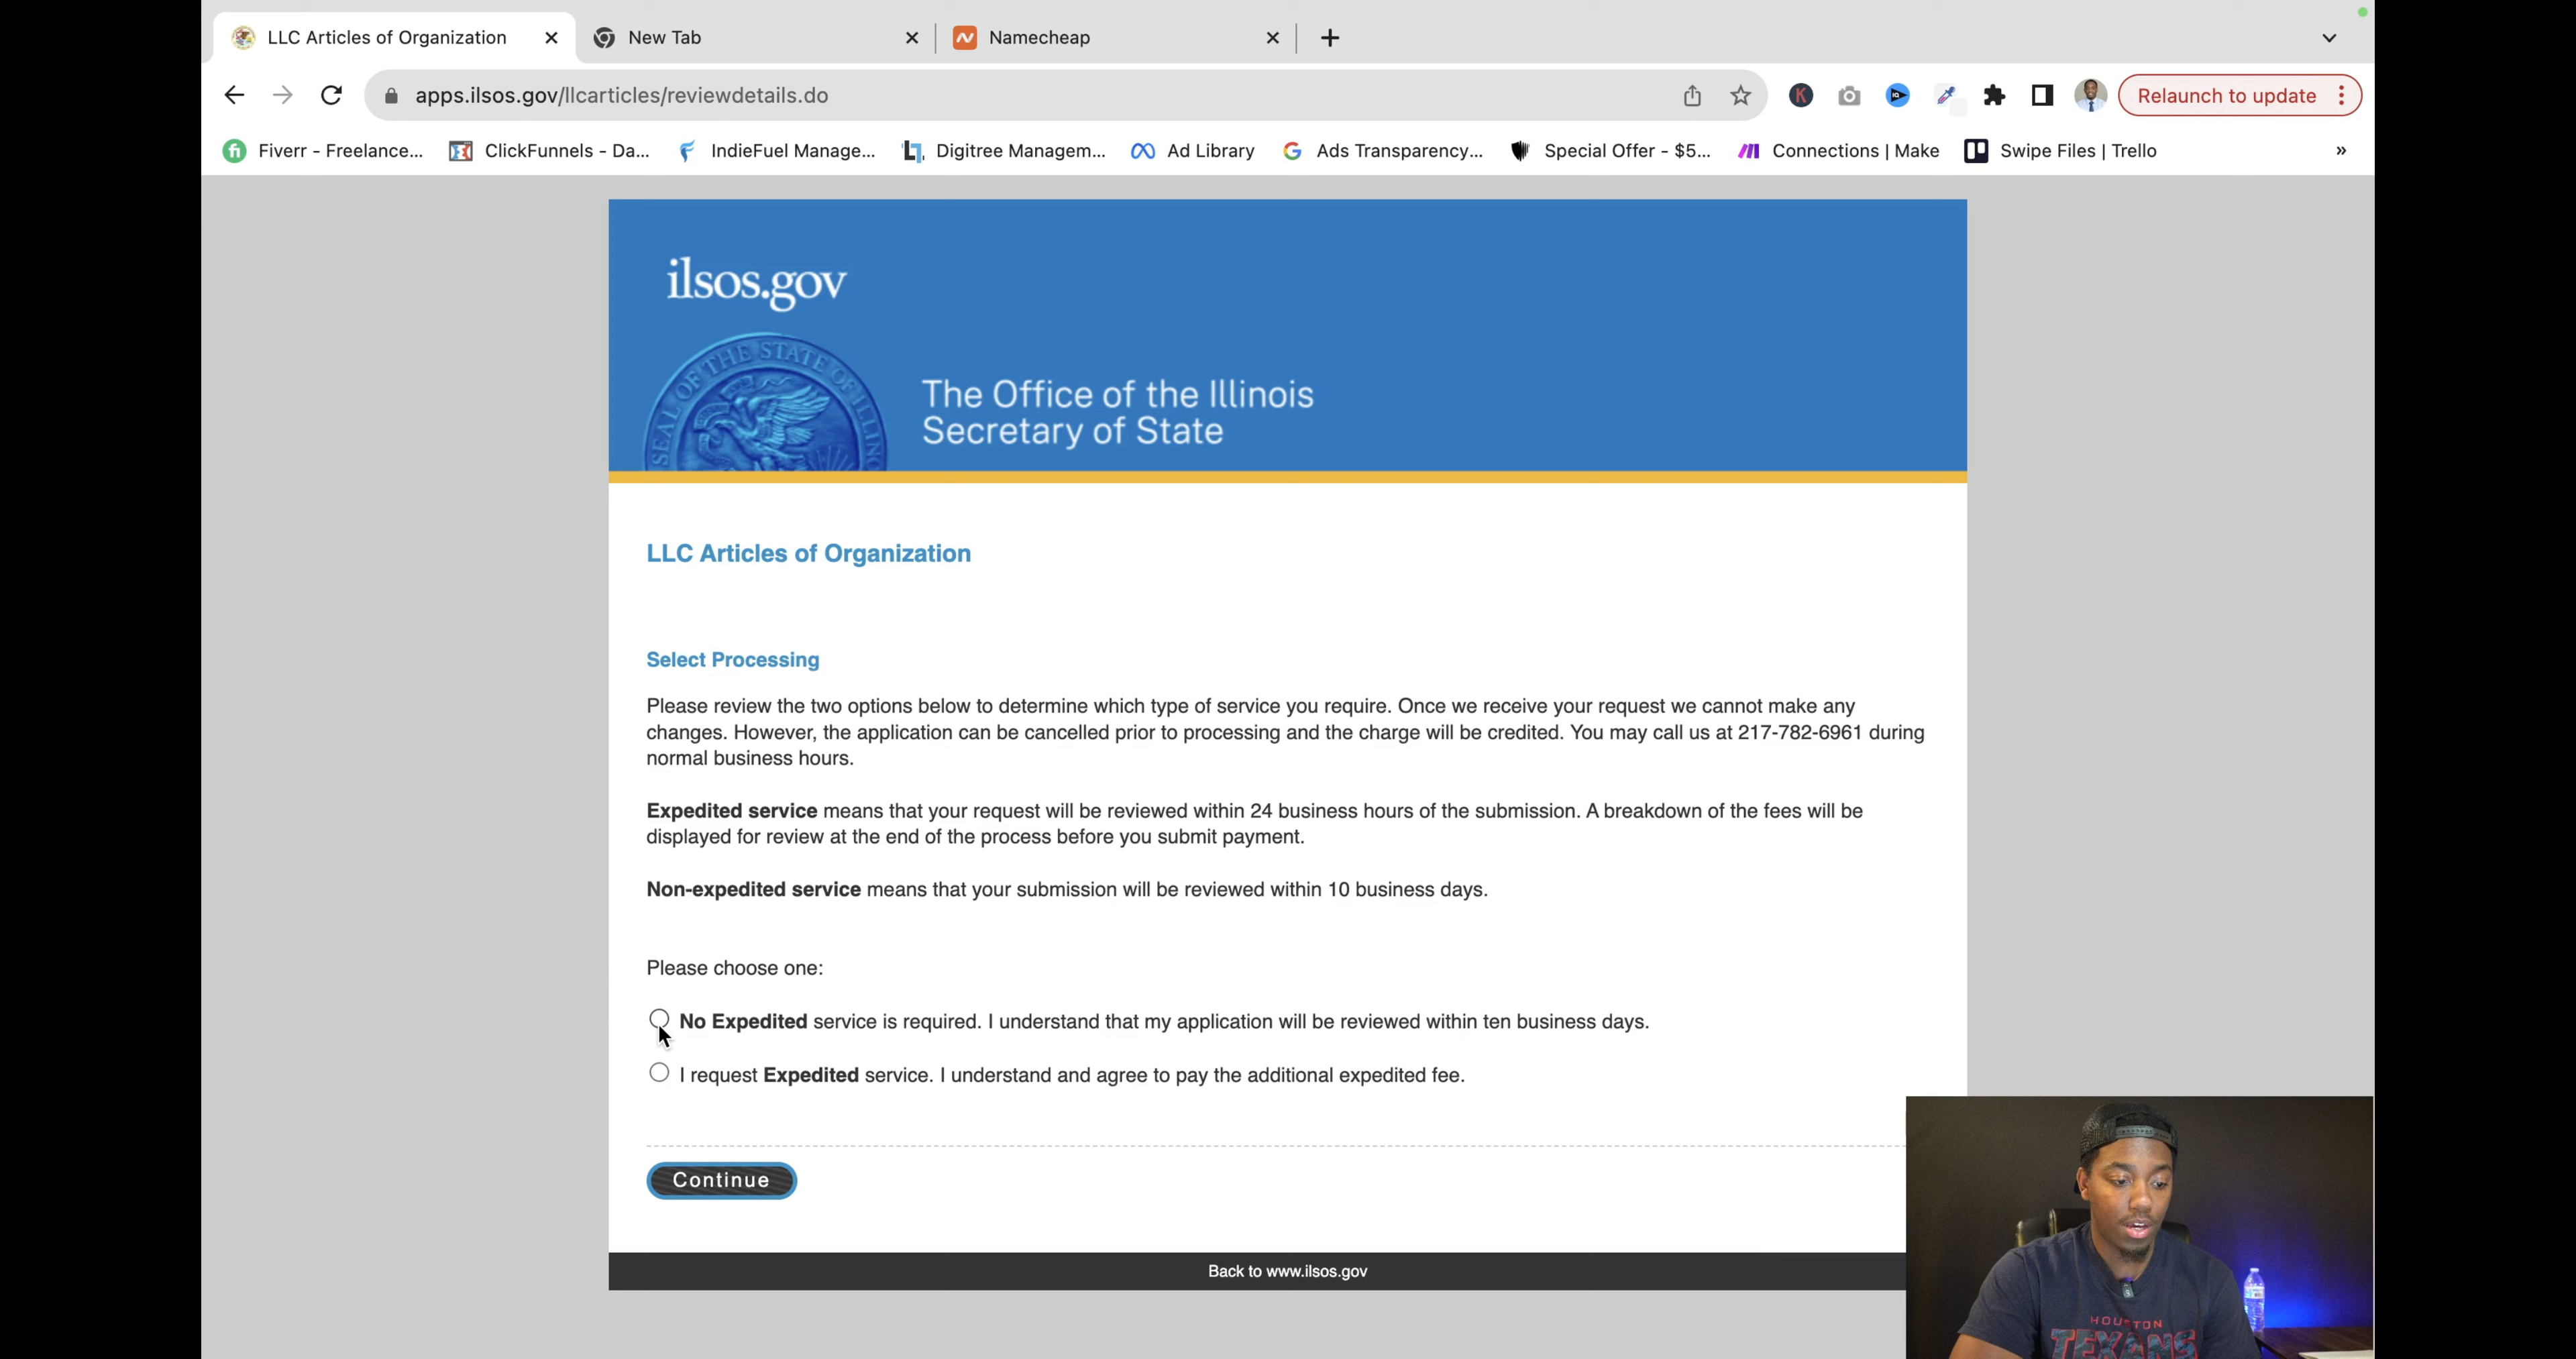 LLC Articles of Organization
New Tab
Namecheap
apps.ilsos.gov/llcarticles/reviewdetails.do
Relaunch to update
Fiverr - Freelance...
ClickFunnels - Da...
IndieFuel Manage...
Digitree Managem...
Ad Library
Ads Transparency...
Special Offer - $5...
Connections | Make
Swipe Files | Trello
»
ilsos.gov
SEAL OF THE STATE OF ILLIN
The Office of the Illinois
Secretary of State
LLC Articles of Organization
Select Processing
Please review the two options below to determine which type of service you require. Once we receive your request we cannot make any
changes. However, the application can be cancelled prior to processing and the charge will be credited. You may call us at 217-782-6961 during
normal business hours.
Expedited service means that your request will be reviewed within 24 business hours of the submission. A breakdown of the fees will be
displayed for review at the end of the process before you submit payment.
Non-expedited service means that your submission will be reviewed within 10 business days.
Please choose one:
No Expedited service is required. I understand that my application will be reviewed within ten business days.
I request Expedited service. I understand and agree to pay the additional expedited fee.
Continue
Back to www.ilsos.gov
HOUSTON
TEXANS